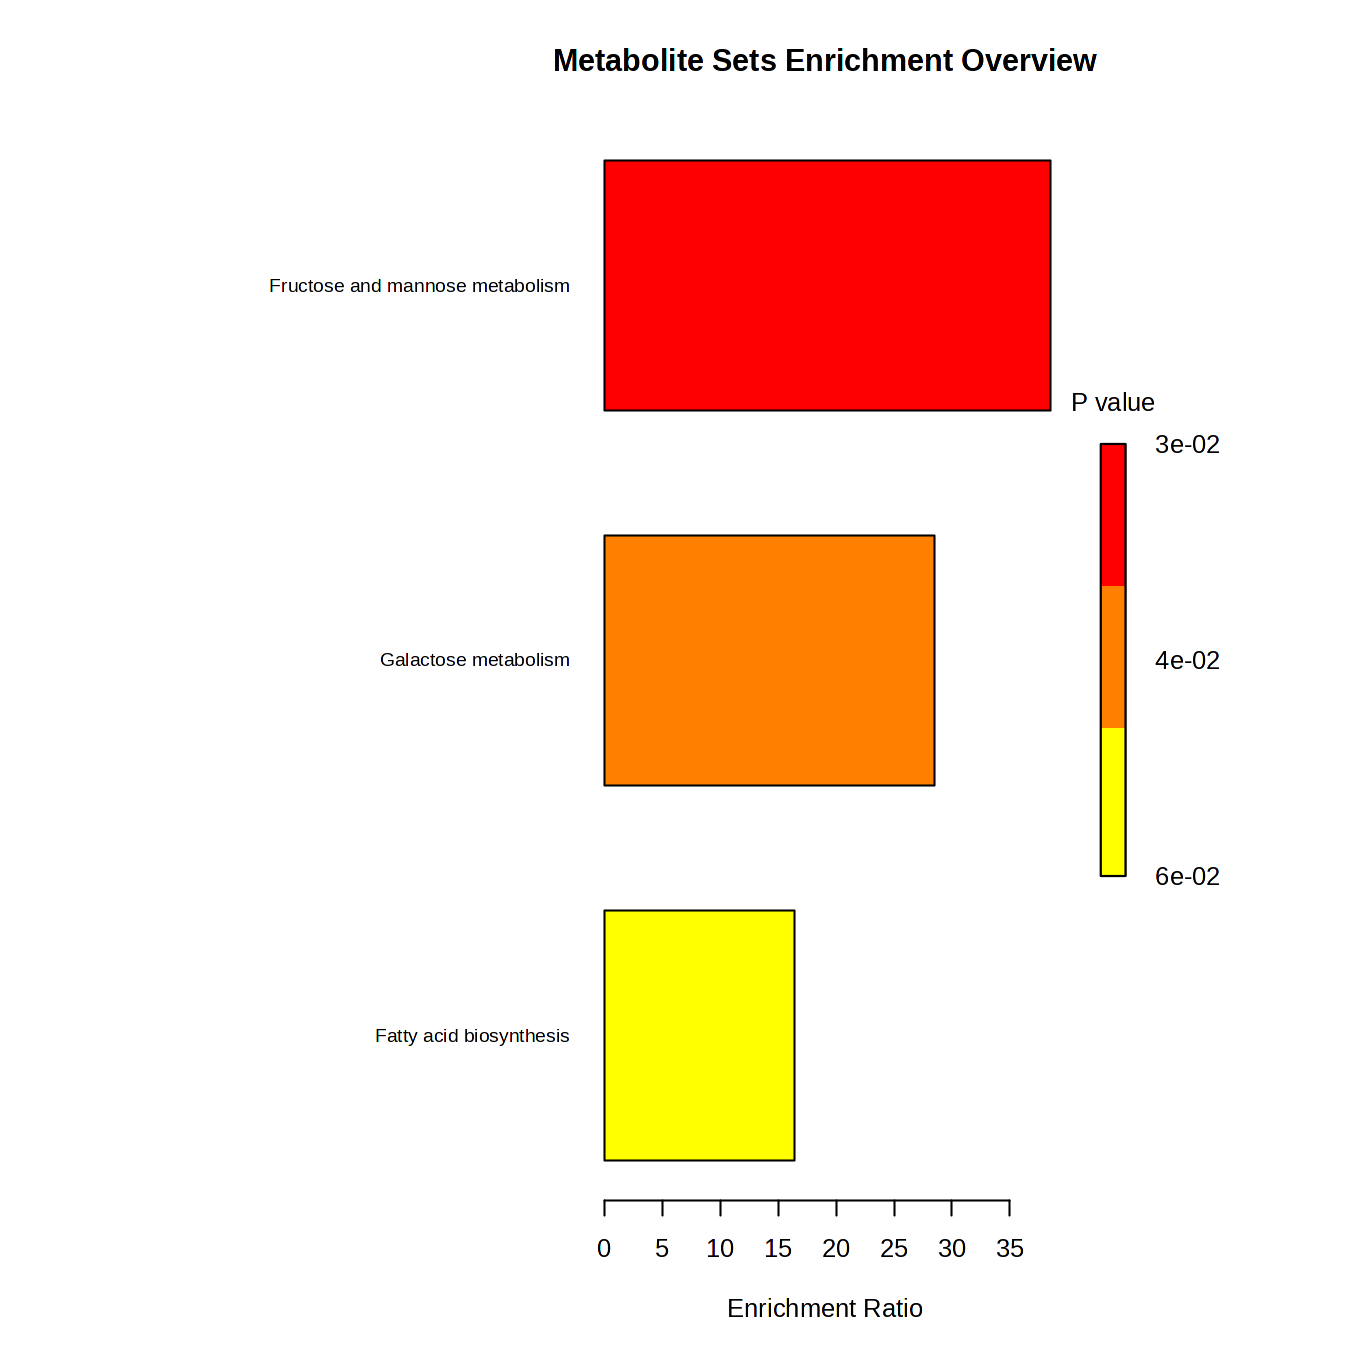 Metabolite Sets Enrichment Overview
Fructose and mannose metabolism
P value
3e-02
Galactose metabolism
4e-02
6e-02
Fatty acid biosynthesis
0 5 10 15 20 25 30 35
Enrichment Ratio